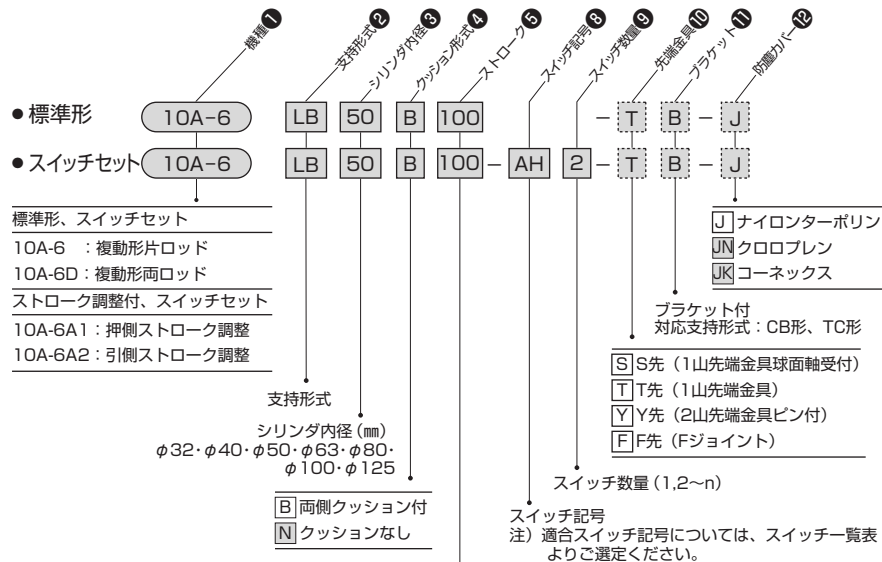 機種❶
支持形式❷
シリンダ内径❸
クッション形式❹
ストローク❺
スイッチ記号❽
スイッチ数量❾
先端金具❿
ブラケット⓫
防塵カバー⓬
●標準形 10A-6 LB 50 B 100 - T B - J
●スイッチセット 10A-6 LB 50 B 100 - AH 2 - T B - J
標準形、スイッチセット
10A-6 :複動形片ロッド
10A-6D:複動形両ロッド
ストローク調整付、スイッチセット
10A-6A1:押側ストローク調整
10A-6A2:引側ストローク調整
支持形式
シリンダ内径(㎜)
φ32・φ40・φ50・φ63・φ80・
φ100・φ125
B 両側クッション付
N クッションなし
J ナイロンターポリン
JN クロロプレン
JK コーネックス
ブラケット付
対応支持形式:CB形、TC形
S S先(1山先端金具球面軸受付)
T T先(1山先端金具)
Y Y先(2山先端金具ピン付)
F F先(Fジョイント)
スイッチ数量(1,2〜n)
スイッチ記号
注)適合スイッチ記号については、スイッチ一覧表
よりご選定ください。